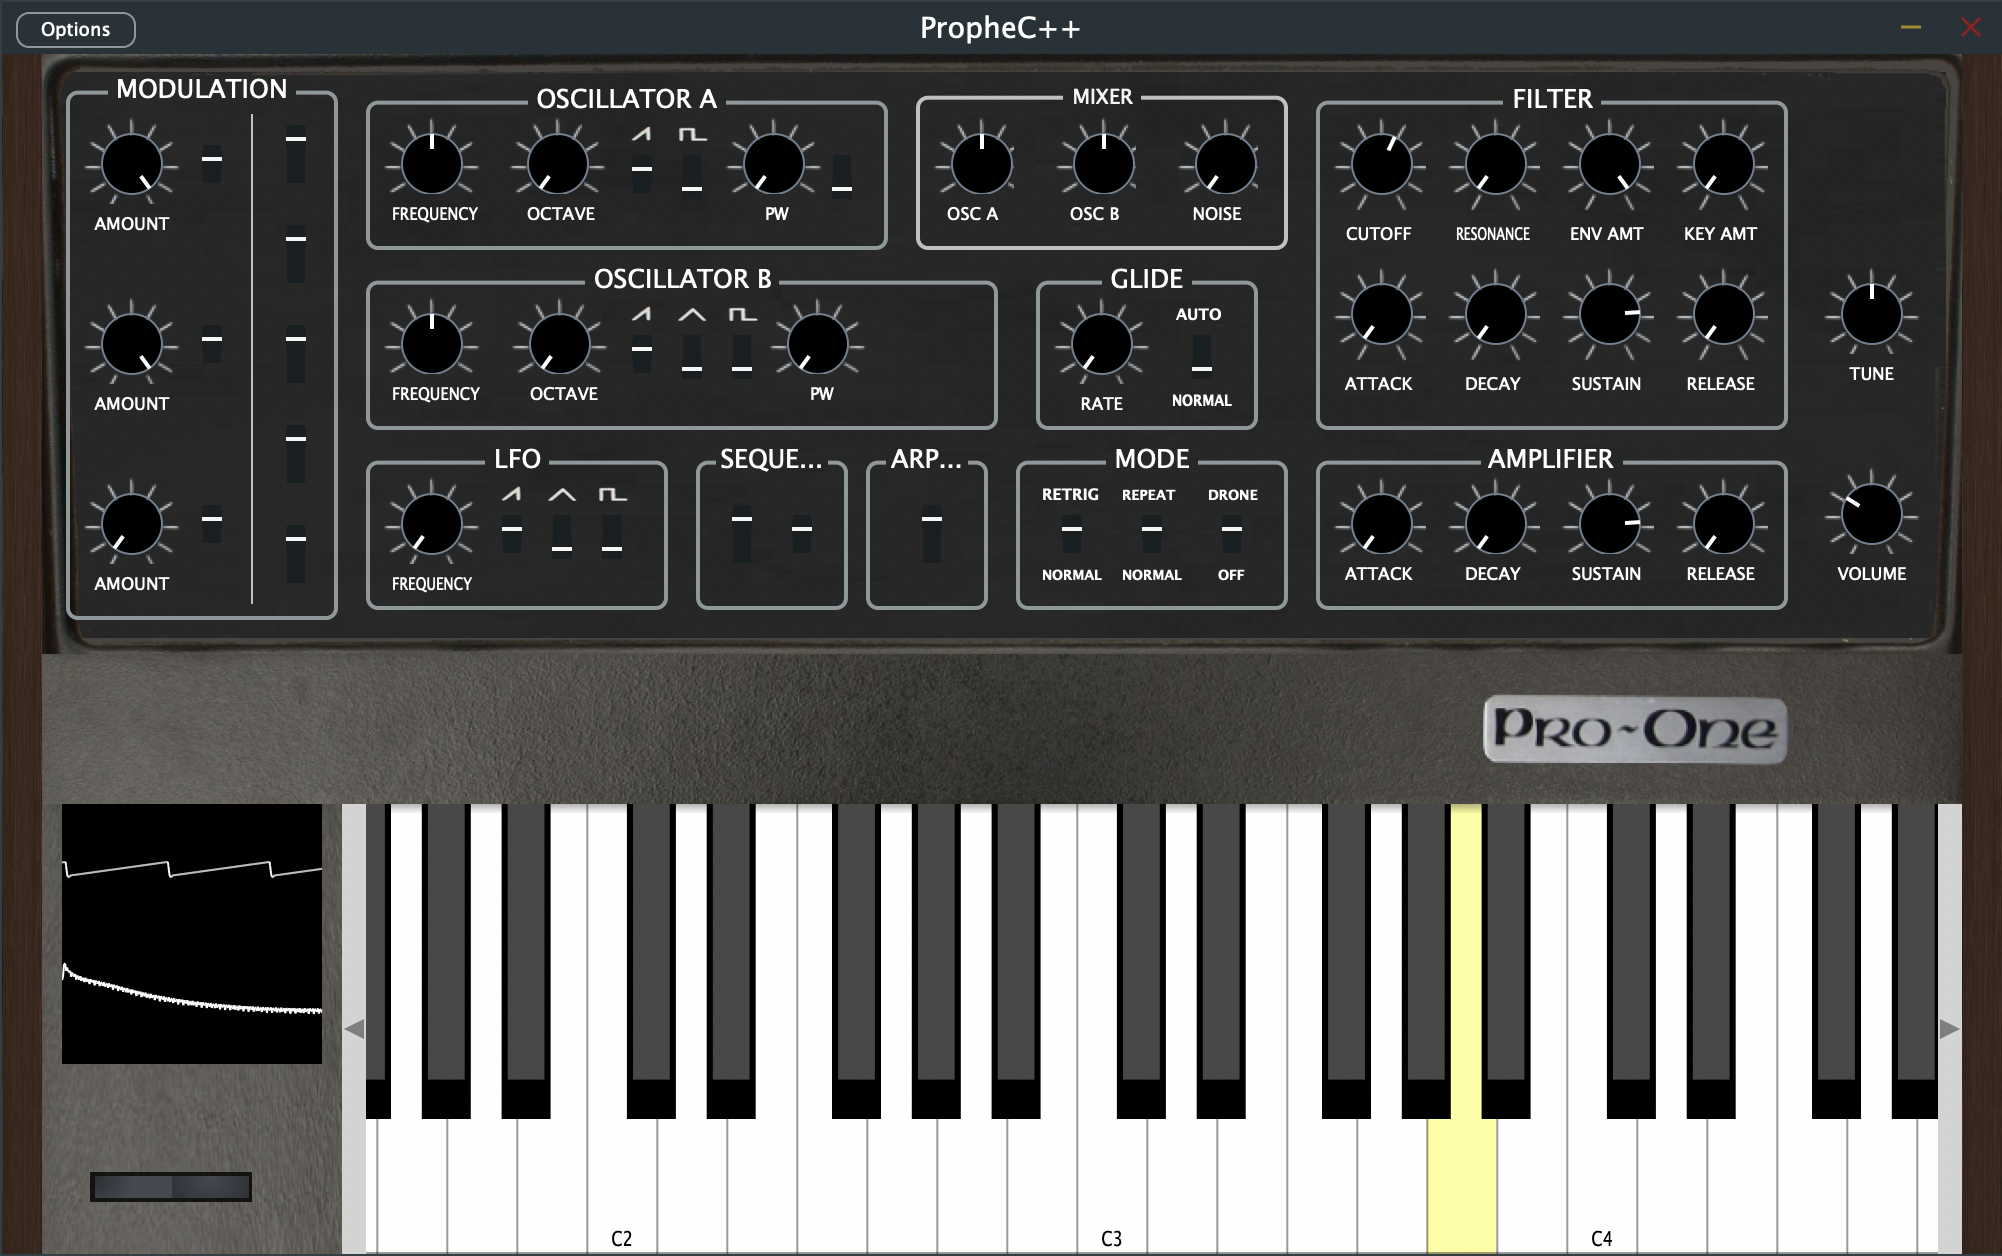 Options
PropheC++
MODULATION
AMOUNT
AMOUNT
AMOUNT
OSCILLATOR A
FREQUENCY
OCTAVE
PW
MIXER
OSC A
OSC B
NOISE
FILTER
CUTOFF
RESONANCE
ENV AMT
KEY AMT
ATTACK
DECAY
SUSTAIN
RELEASE
OSCILLATOR B
FREQUENCY
OCTAVE
PW
GLIDE
RATE
AUTO
NORMAL
TUNE
LFO
FREQUENCY
SEQUE...
ARP...
MODE
RETRIG
REPEAT
DRONE
NORMAL
NORMAL
OFF
AMPLIFIER
ATTACK
DECAY
SUSTAIN
RELEASE
VOLUME
Pro~One
C2
C3
C4